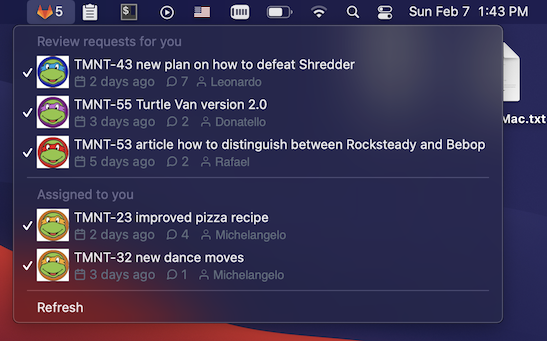 5
$
Sun Feb 7 1:43 PM
Review requests for you
TMNT-43 new plan on how to defeat Shredder
2 days ago 7 Leonardo
TMNT-55 Turtle Van version 2.0
3 days ago 2 Donatello
TMNT-53 article how to distinguish between Rocksteady and Bebop
5 days ago 2 Rafael
Assigned to you
TMNT-23 improved pizza recipe
2 days ago 4 Michelangelo
TMNT-32 new dance moves
3 days ago 1 Michelangelo
Refresh
Mac.txt